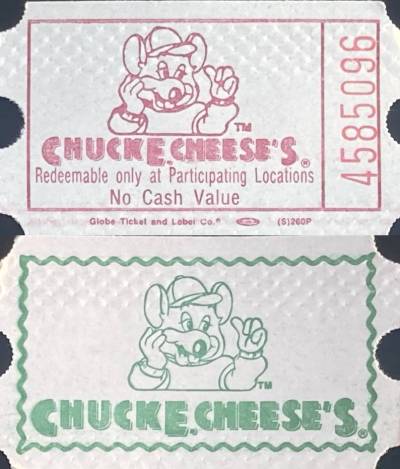 TM
CHUCK E. CHEESE'S®
Redeemable only at Participating Locations
No Cash Value
Globe Ticket and Label Co.® (S)260P
4585096
TM
CHUCK E. CHEESE'S®